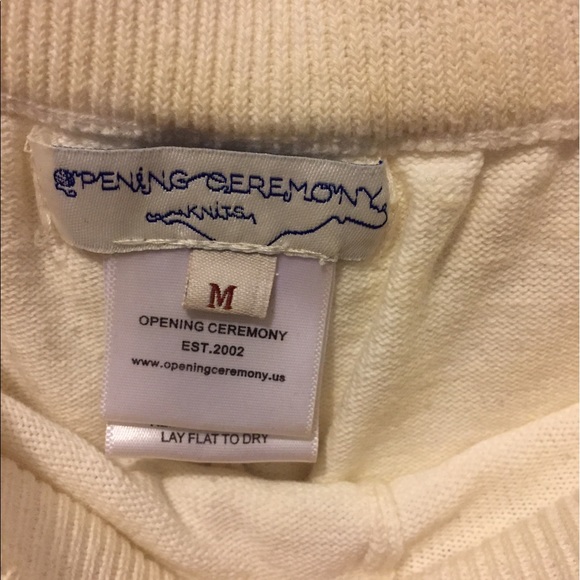 OPENING CEREMONY
KNITS
M
OPENING CEREMONY
EST.2002
www.openingceremony.us
LAY FLAT TO DRY